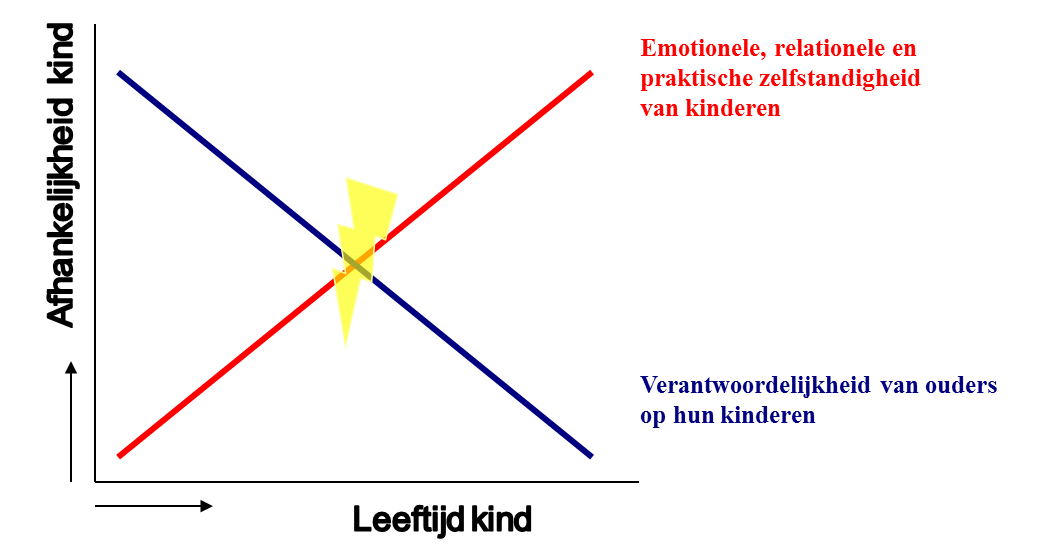 Afhankelijkheid kind
Emotionele, relationele en
praktische zelfstandigheid
van kinderen
Verantwoordelijkheid van ouders
op hun kinderen
Leeftijd kind